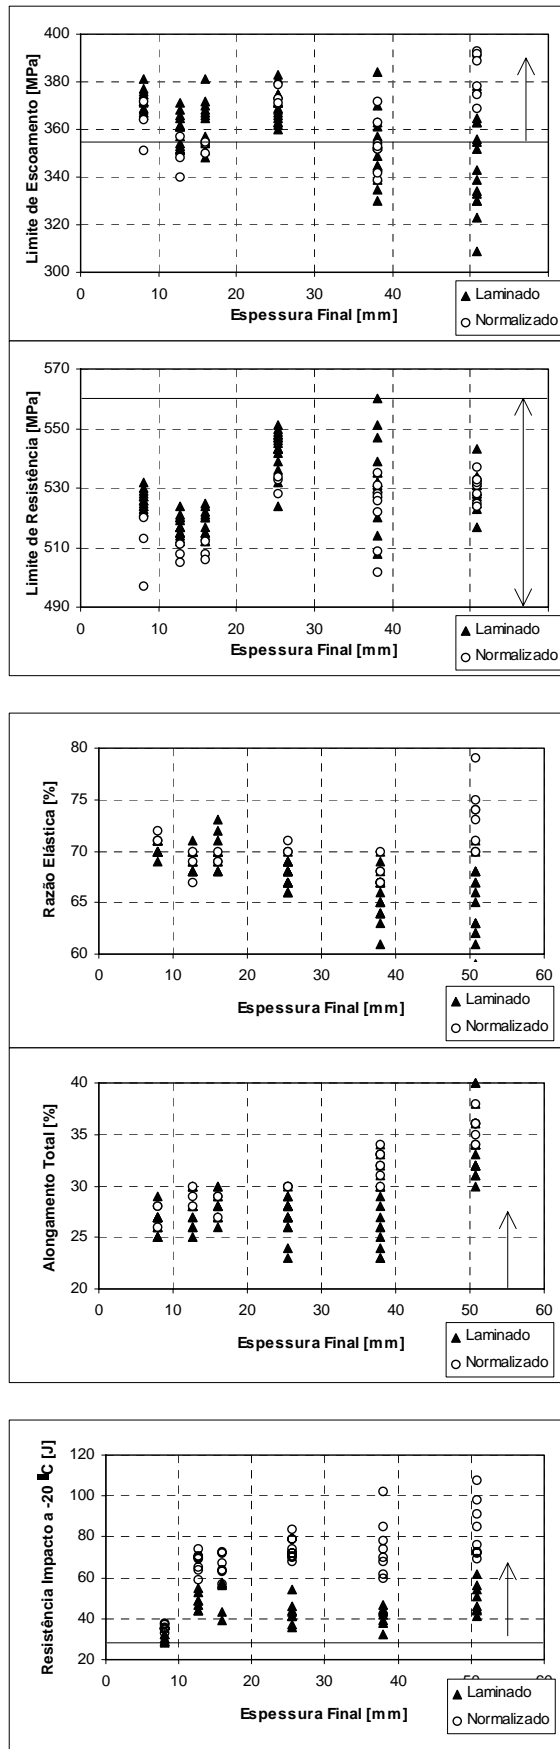 Limite de Escoamento [MPa]
400
380
360
340
320
300
0 10 20 30 40 50
Espessura Final [mm]
Laminado
Normalizado
Limite de Resistência [MPa]
570
550
530
510
490
0 10 20 30 40 50
Espessura Final [mm]
Laminado
Normalizado
Razão Elástica [%]
80
75
70
65
60
0 10 20 30 40 50 60
Espessura Final [mm]
Laminado
Normalizado
Alongamento Total [%]
40
35
30
25
20
0 10 20 30 40 50 60
Espessura Final [mm]
Laminado
Normalizado
Resistência Impacto a -20 C [J]
120
100
80
60
40
20
0 10 20 30 40 50 60
Espessura Final [mm]
Laminado
Normalizado